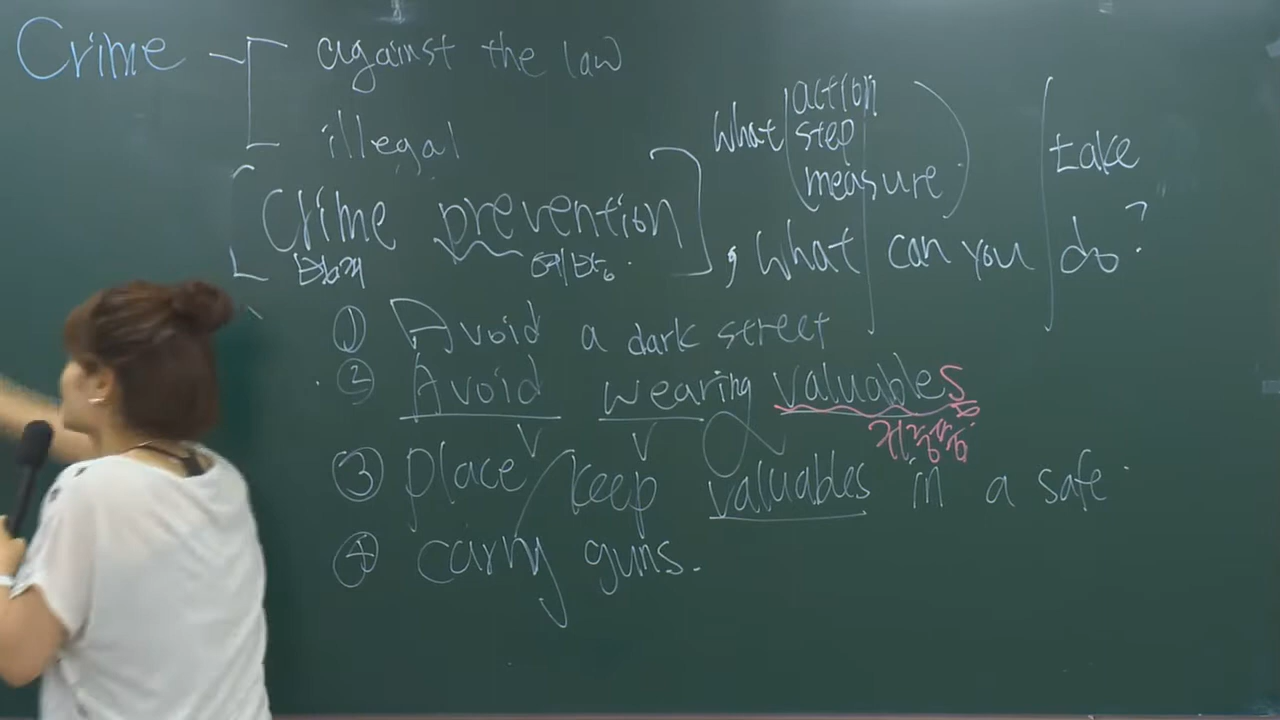 Crime
against the law
illegal
What action
step
measure
take
Crime prevention, what can you do?
범죄 예방
① Avoid a dark street
② Avoid wearing valuables
귀중품
③ place / keep valuables in a safe.
④ carry guns.